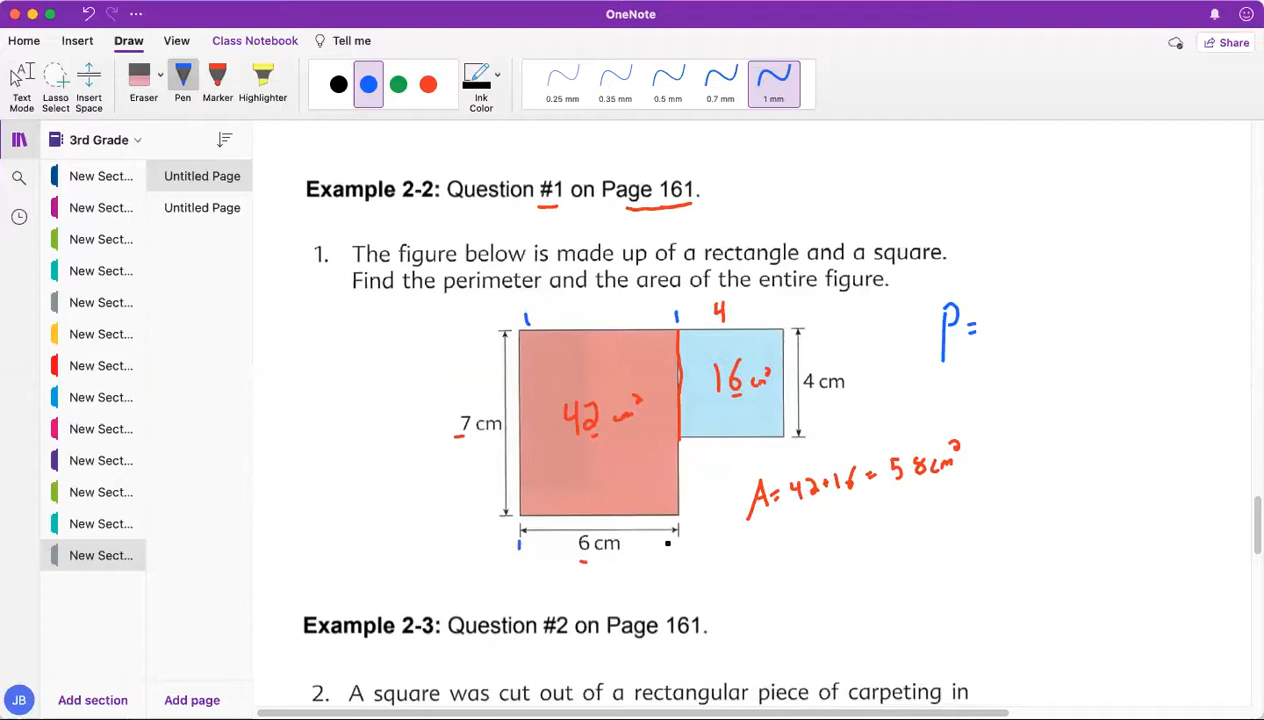 OneNote
Home Insert Draw View Class Notebook Tell me
Share
Text Mode
Lasso Select
Insert Space
Eraser
Pen
Marker
Highlighter
Ink Color
0.25 mm 0.35 mm 0.5 mm 0.7 mm 1 mm
3rd Grade
New Sect...
New Sect...
New Sect...
New Sect...
New Sect...
New Sect...
New Sect...
New Sect...
New Sect...
New Sect...
New Sect...
New Sect...
New Sect...
Untitled Page
Untitled Page
Example 2-2: Question #1 on Page 161.
1. The figure below is made up of a rectangle and a square.
Find the perimeter and the area of the entire figure.
4
P=
16 cm²
4 cm
42 cm²
7 cm
A= 42+16 = 58cm²
6 cm
Example 2-3: Question #2 on Page 161.
2. A square was cut out of a rectangular piece of carpeting in
JB
Add section
Add page